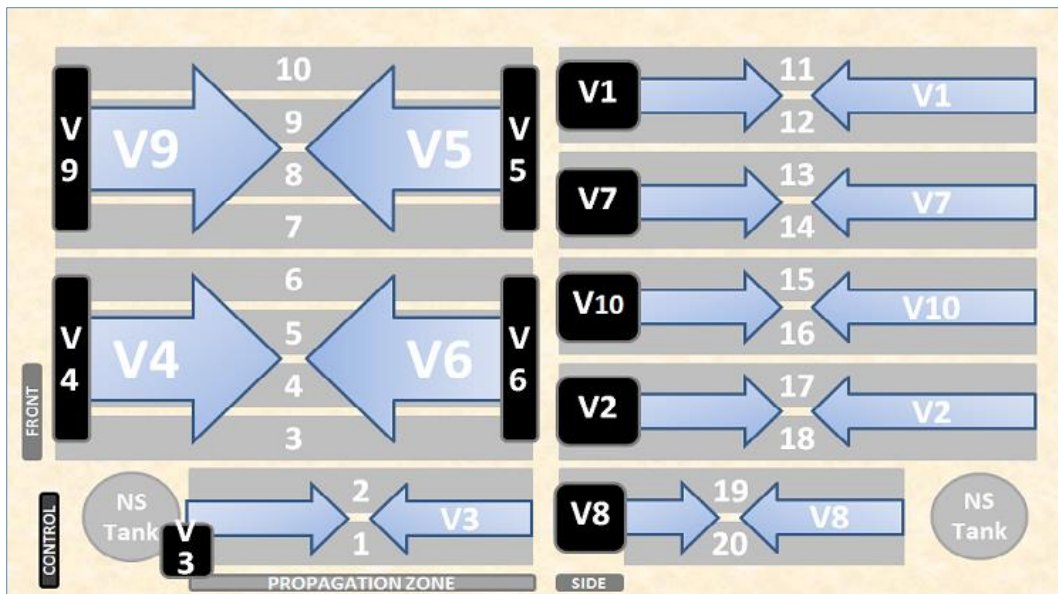 10
9
8
7
V
9
V9
V5
V
5
6
5
4
3
V
4
V4
V6
V
6
FRONT
CONTROL
NS
Tank
V
3
2
1
V3
PROPAGATION ZONE
V1
11
12
V1
V7
13
14
V7
V10
15
16
V10
V2
17
18
V2
V8
19
20
V8
NS
Tank
SIDE